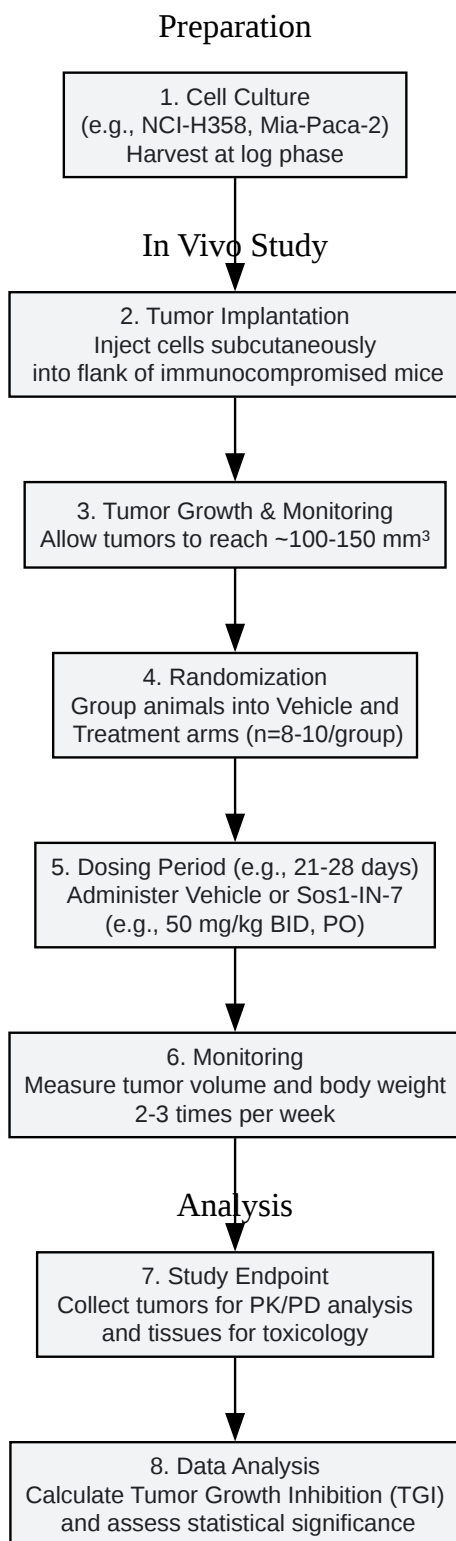 Preparation
1. Cell Culture
(e.g., NCI-H358, Mia-Paca-2)
Harvest at log phase
In Vivo Study
2. Tumor Implantation
Inject cells subcutaneously
into flank of immunocompromised mice
3. Tumor Growth & Monitoring
Allow tumors to reach ~100-150 mm³
4. Randomization
Group animals into Vehicle and
Treatment arms (n=8-10/group)
5. Dosing Period (e.g., 21-28 days)
Administer Vehicle or Sos1-IN-7
(e.g., 50 mg/kg BID, PO)
6. Monitoring
Measure tumor volume and body weight
2-3 times per week
Analysis
7. Study Endpoint
Collect tumors for PK/PD analysis
and tissues for toxicology
8. Data Analysis
Calculate Tumor Growth Inhibition (TGI)
and assess statistical significance